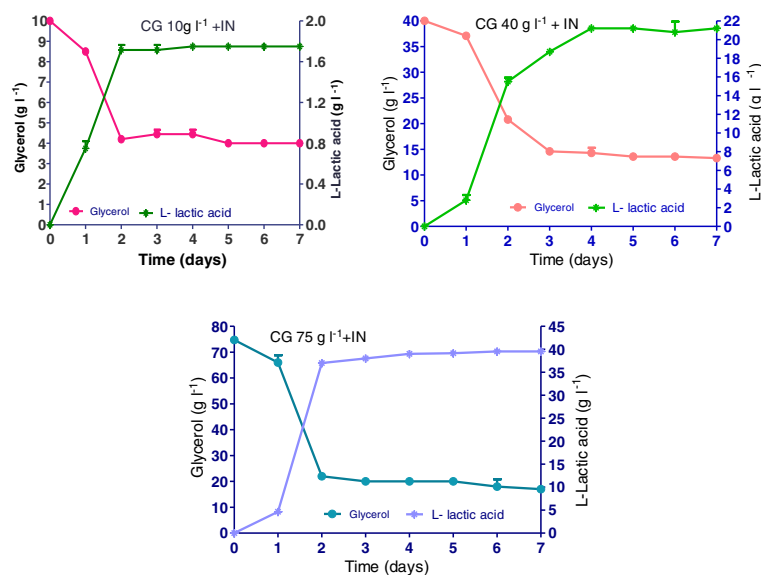 CG 10g l⁻¹ +IN
Glycerol (g l⁻¹)
10
9
8
7
6
5
4
3
2
1
0
2.0
1.6
1.2
0.8
0.4
0.0
L-Lactic acid (g l⁻¹)
Glycerol
L- lactic acid
0 1 2 3 4 5 6 7
Time (days)
CG 40 g l⁻¹ + IN
Glycerol (g l⁻¹)
40
35
30
25
20
15
10
5
0
22
20
18
16
14
12
10
8
6
4
2
0
L-Lactic acid (g l⁻¹)
Glycerol
L- lactic acid
0 1 2 3 4 5 6 7
Time (days)
CG 75 g l⁻¹+IN
Glycerol (g l⁻¹)
80
70
60
50
40
30
20
10
0
45
40
35
30
25
20
15
10
5
0
L-Lactic acid (g l⁻¹)
Glycerol
L- lactic acid
0 1 2 3 4 5 6 7
Time (days)